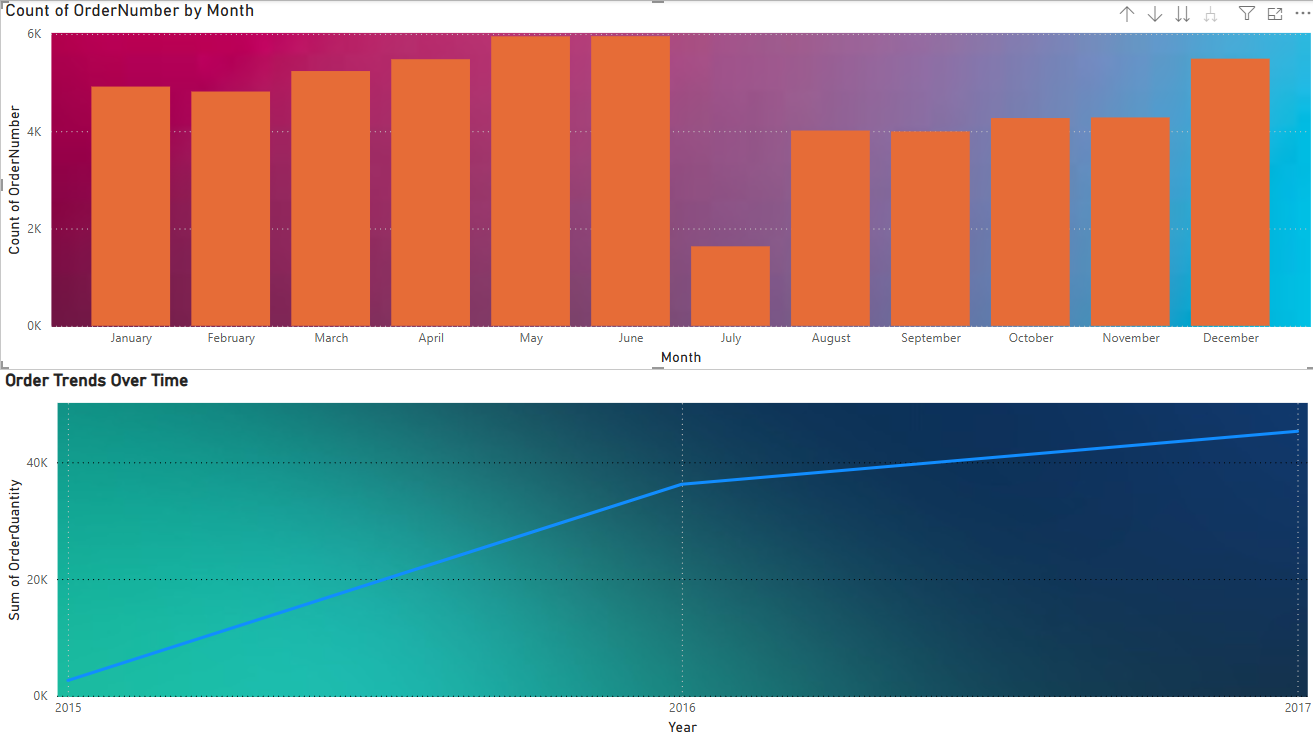 Count of OrderNumber by Month
Count of OrderNumber
6K
4K
2K
0K
January February March April May June July August September October November December
Month
Order Trends Over Time
Sum of OrderQuantity
40K
20K
0K
2015 2016 2017
Year